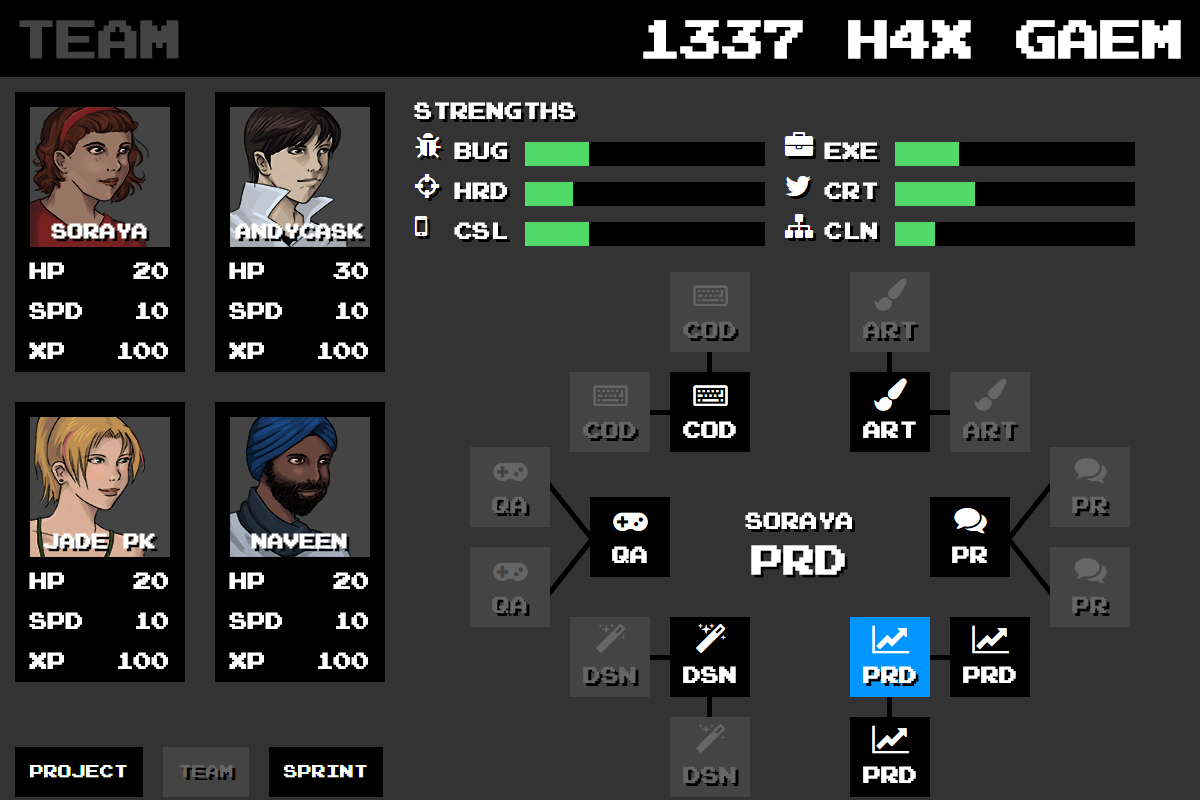 TEAM
1337 H4X GAEM
SORAYA
HP 20
SPD 10
XP 100
ANDYCASK
HP 30
SPD 10
XP 100
JADE PK
HP 20
SPD 10
XP 100
NAVEEN
HP 20
SPD 10
XP 100
PROJECT
TEAM
SPRINT
STRENGTHS
BUG
EXE
HRD
CRT
CSL
CLN
COD
ART
COD
COD
ART
ART
QA
PR
QA
SORAYA
PRD
PR
QA
PR
DSN
DSN
PRD
PRD
DSN
PRD